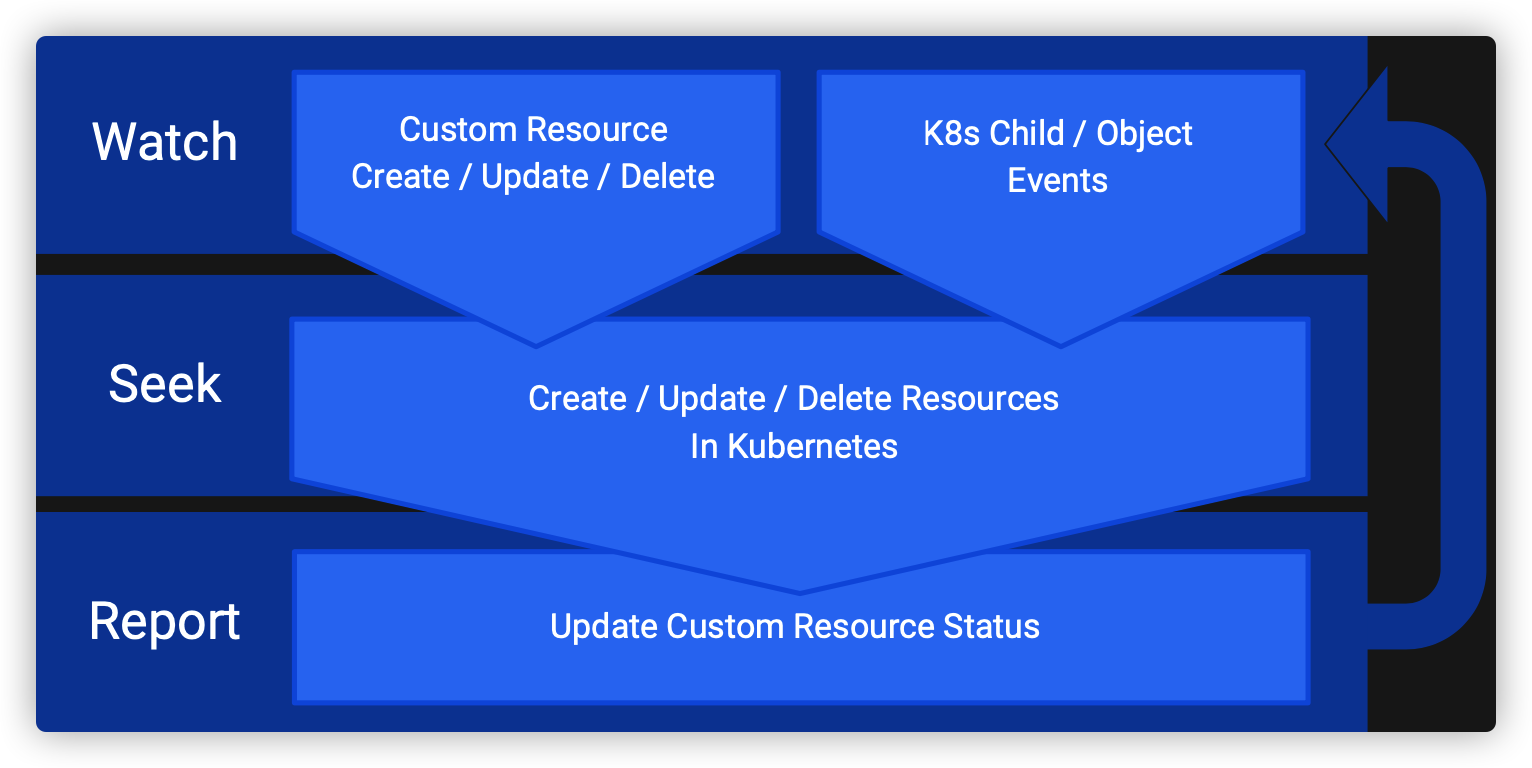 Watch
Custom Resource
Create / Update / Delete
K8s Child / Object
Events
Seek
Create / Update / Delete Resources
In Kubernetes
Report
Update Custom Resource Status